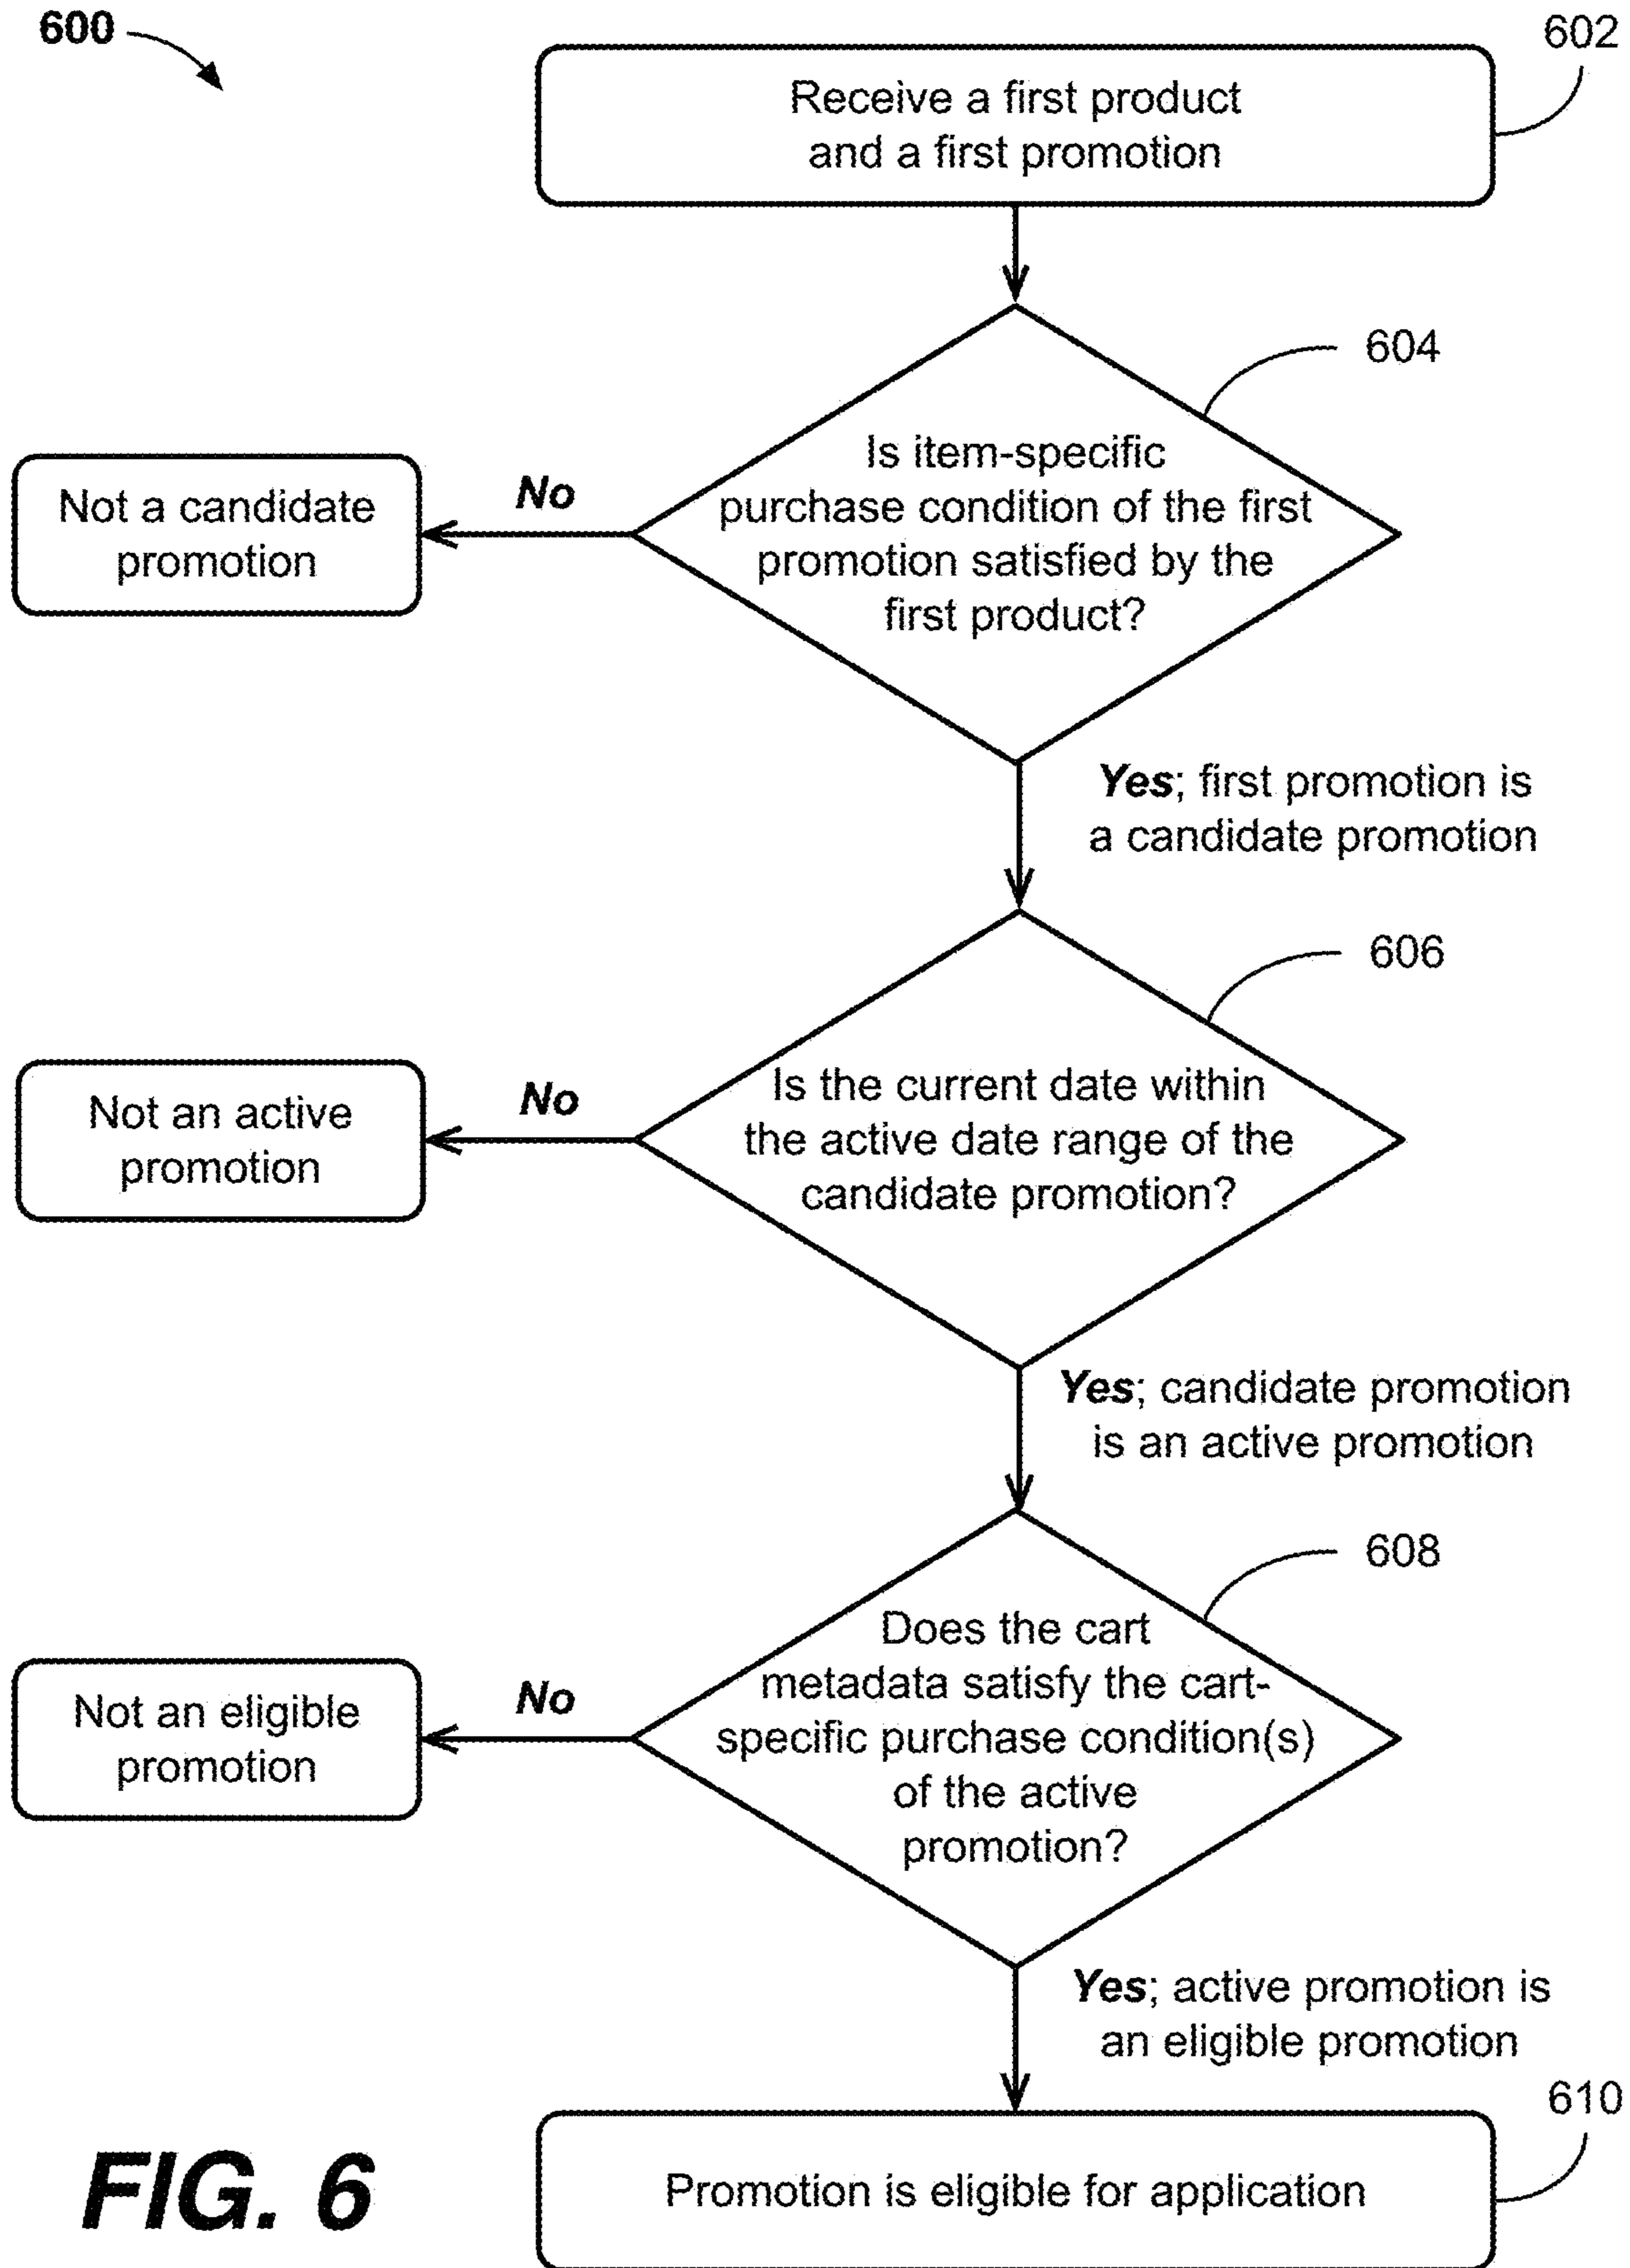 600
602
Receive a first product
and a first promotion
604
Is item-specific
purchase condition of the first
promotion satisfied by the
first product?
No
Not a candidate
promotion
Yes; first promotion is
a candidate promotion
606
Is the current date within
the active date range of the
candidate promotion?
No
Not an active
promotion
Yes; candidate promotion
is an active promotion
608
Does the cart
metadata satisfy the cart-
specific purchase condition(s)
of the active
promotion?
No
Not an eligible
promotion
Yes; active promotion is
an eligible promotion
610
Promotion is eligible for application
FIG. 6